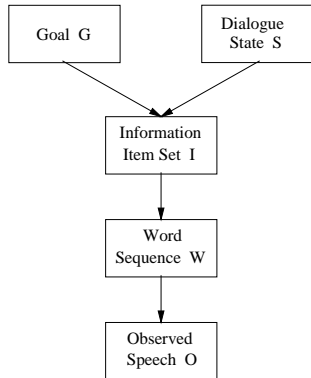 Goal G
Dialogue
State S
Information
Item Set I
Word
Sequence W
Observed
Speech O